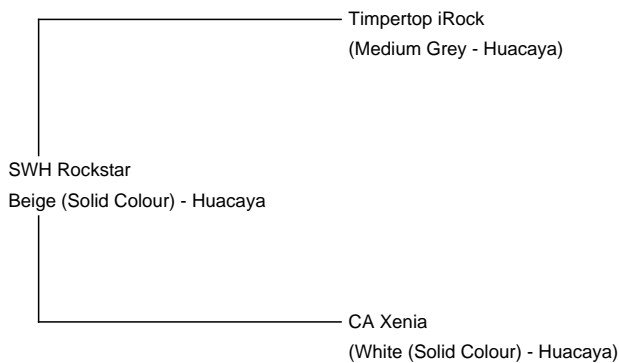 Timpertop iRock
(Medium Grey - Huacaya)
SWH Rockstar
Beige (Solid Colour) - Huacaya
CA Xenia
(White (Solid Colour) - Huacaya)